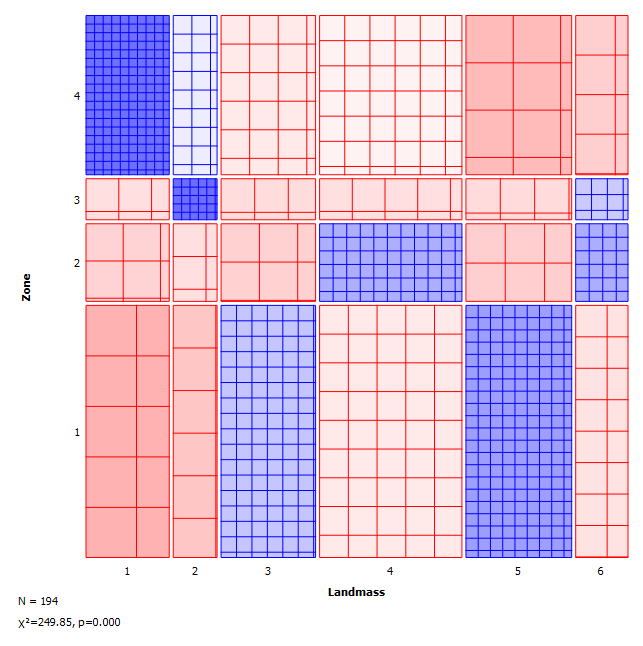 4
3
2
1
Zone
1 2 3 4 5 6
Landmass
N = 194
χ²=249.85, p=0.000